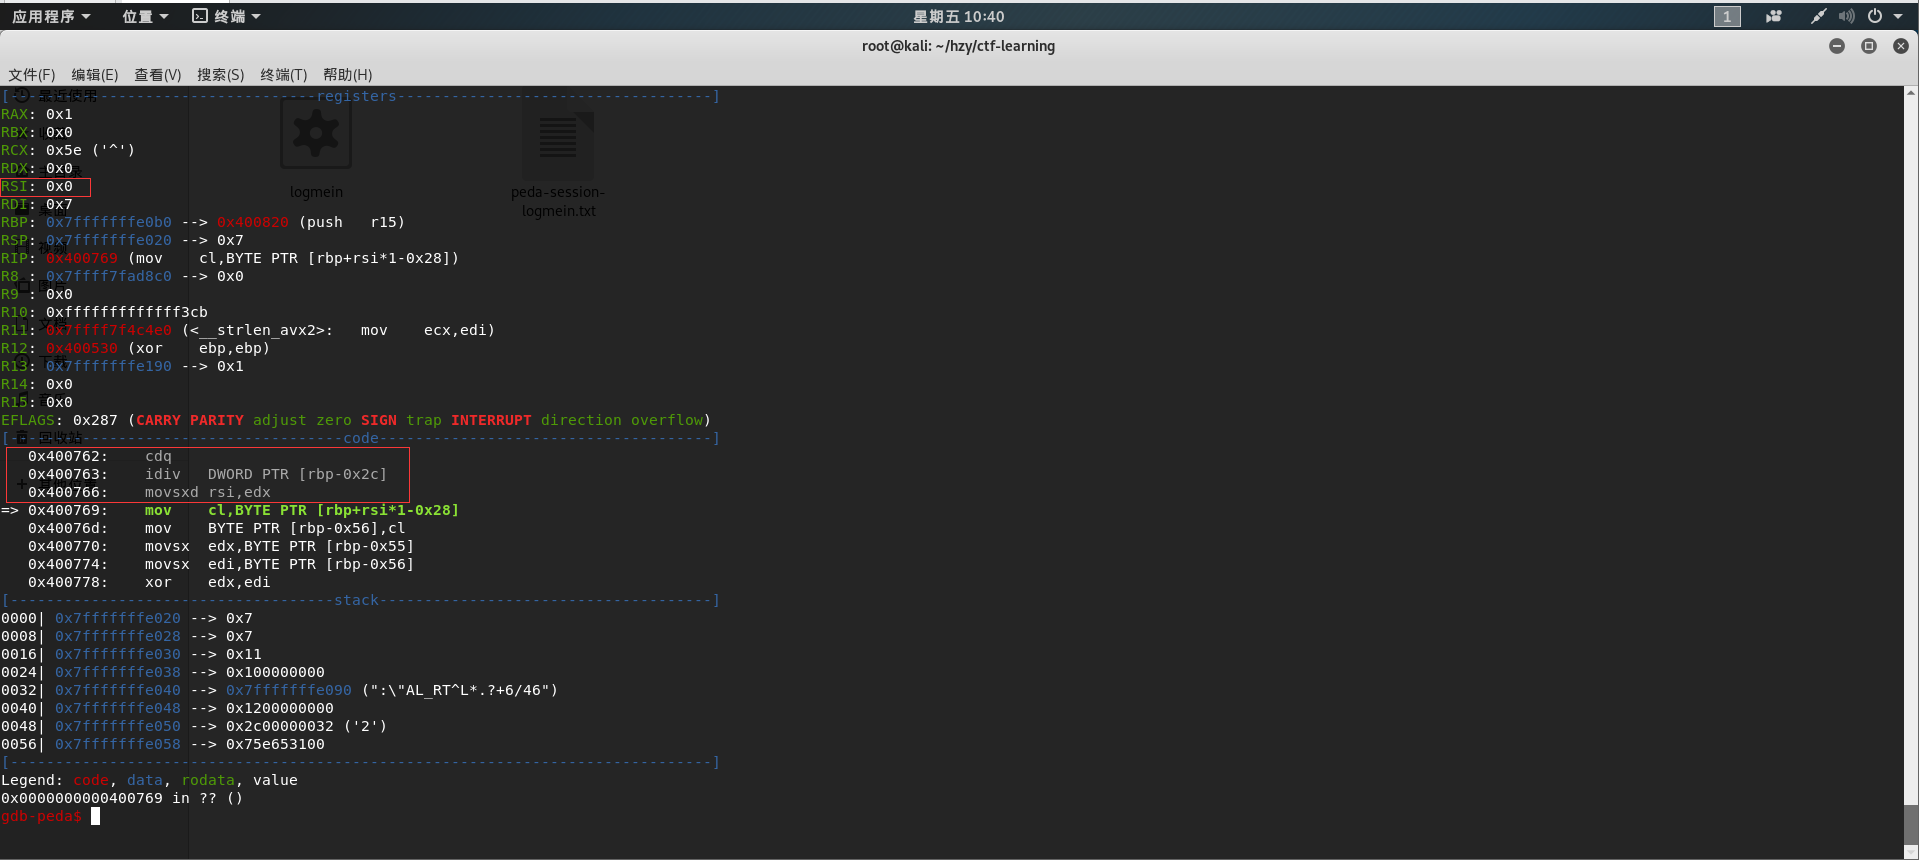 应用程序 位置 终端 星期五 10:40 1
root@kali: ~/hzy/ctf-learning
文件(F) 编辑(E) 查看(V) 搜索(S) 终端(T) 帮助(H)
[----------------------------------registers-----------------------------------]
RAX: 0x1
RBX: 0x0
RCX: 0x5e ('^')
RDX: 0x0
RSI: 0x0
RDI: 0x7
RBP: 0x7fffffffe0b0 --> 0x400820 (push   r15)
RSP: 0x7fffffffe020 --> 0x7
RIP: 0x400769 (mov    cl,BYTE PTR [rbp+rsi*1-0x28])
R8 : 0x7ffff7fad8c0 --> 0x0
R9 : 0x0
R10: 0xfffffffffffff3cb
R11: 0x7ffff7f4c4e0 (<__strlen_avx2>:   mov    ecx,edi)
R12: 0x400530 (xor    ebp,ebp)
R13: 0x7fffffffe190 --> 0x1
R14: 0x0
R15: 0x0
EFLAGS: 0x287 (CARRY PARITY adjust zero SIGN trap INTERRUPT direction overflow)
[-------------------------------------code-------------------------------------]
   0x400762:    cdq
   0x400763:    idiv   DWORD PTR [rbp-0x2c]
   0x400766:    movsxd rsi,edx
=> 0x400769:    mov    cl,BYTE PTR [rbp+rsi*1-0x28]
   0x40076d:    mov    BYTE PTR [rbp-0x56],cl
   0x400770:    movsx  edx,BYTE PTR [rbp-0x55]
   0x400774:    movsx  edi,BYTE PTR [rbp-0x56]
   0x400778:    xor    edx,edi
[------------------------------------stack-------------------------------------]
0000| 0x7fffffffe020 --> 0x7
0008| 0x7fffffffe028 --> 0x7
0016| 0x7fffffffe030 --> 0x11
0024| 0x7fffffffe038 --> 0x100000000
0032| 0x7fffffffe040 --> 0x7fffffffe090 (":\"AL_RT^L*.?+6/46")
0040| 0x7fffffffe048 --> 0x1200000000
0048| 0x7fffffffe050 --> 0x2c00000032 ('2')
0056| 0x7fffffffe058 --> 0x75e653100
[------------------------------------------------------------------------------]
Legend: code, data, rodata, value
0x0000000000400769 in ?? ()
gdb-peda$
最近使用
logmein
peda-session-
logmein.txt
回收站